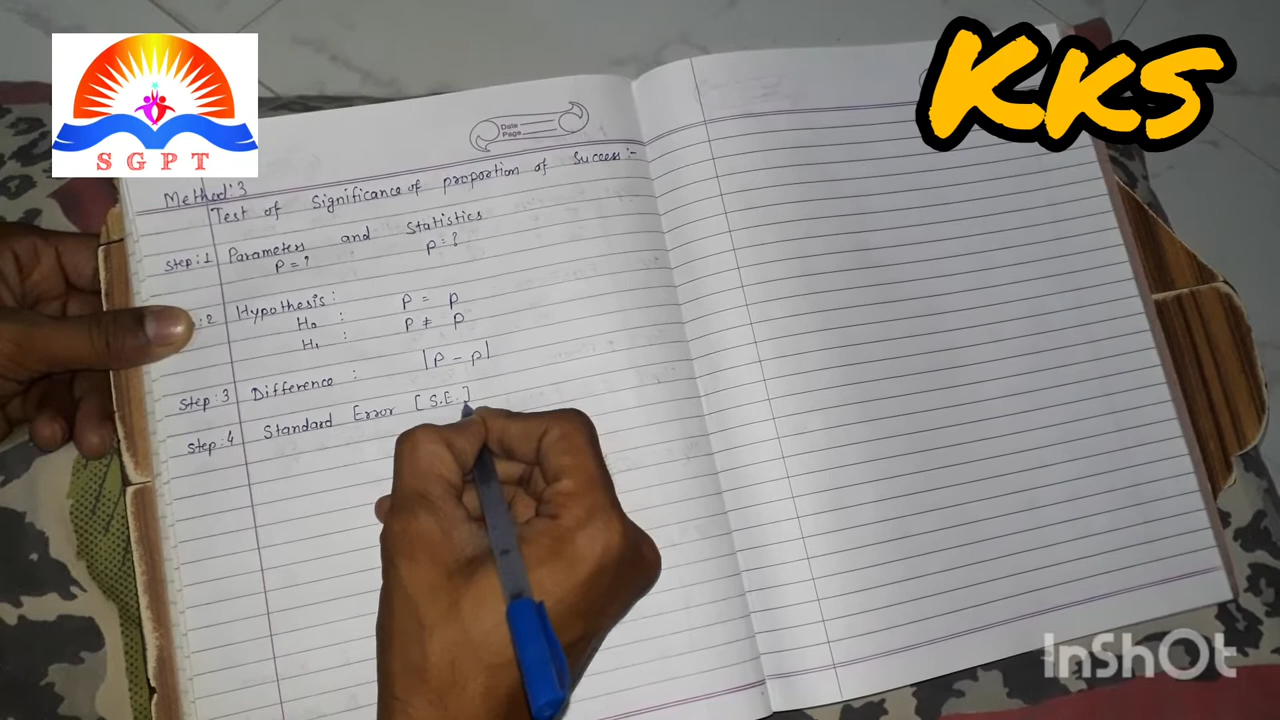 SGPT
KKS
Date
Page
Method:3
Test of Significance of proportion of Success:-
Step:1 Parameters and Statistics
P=? p=?
:2 Hypothesis:
H₀ : P = p
H₁ : P ≠ p
Step:3 Difference : |P - p|
Step:4 Standard Error [S.E.]
InShOt